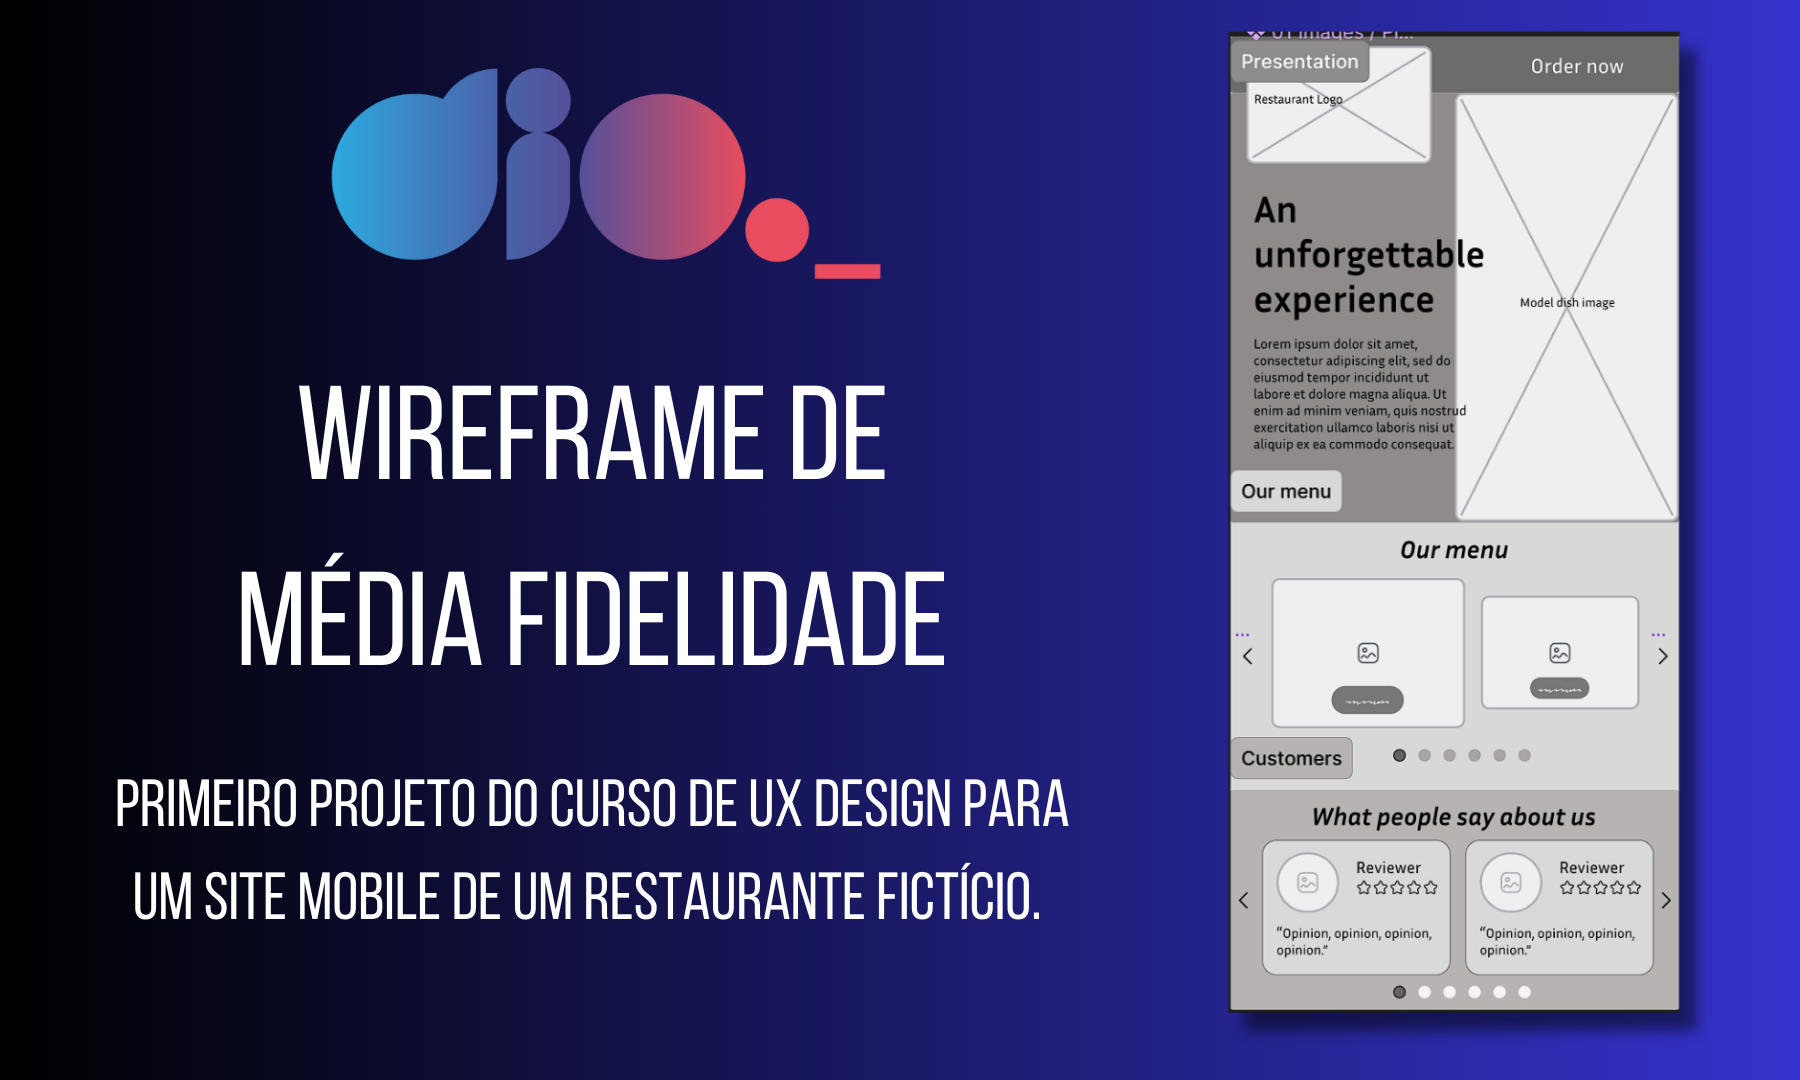 dio._
WIREFRAME DE
MÉDIA FIDELIDADE
PRIMEIRO PROJETO DO CURSO DE UX DESIGN PARA
UM SITE MOBILE DE UM RESTAURANTE FICTÍCIO.
Presentation
Order now
Restaurant Logo
An
unforgettable
experience
Model dish image
Lorem ipsum dolor sit amet,
consectetur adipiscing elit, sed do
eiusmod tempor incididunt ut
labore et dolore magna aliqua. Ut
enim ad minim veniam, quis nostrud
exercitation ullamco laboris nisi ut
aliquip ex ea commodo consequat.
Our menu
Our menu
Customers
What people say about us
Reviewer
"Opinion, opinion, opinion,
opinion."
Reviewer
"Opinion, opinion, opinion,
opinion."